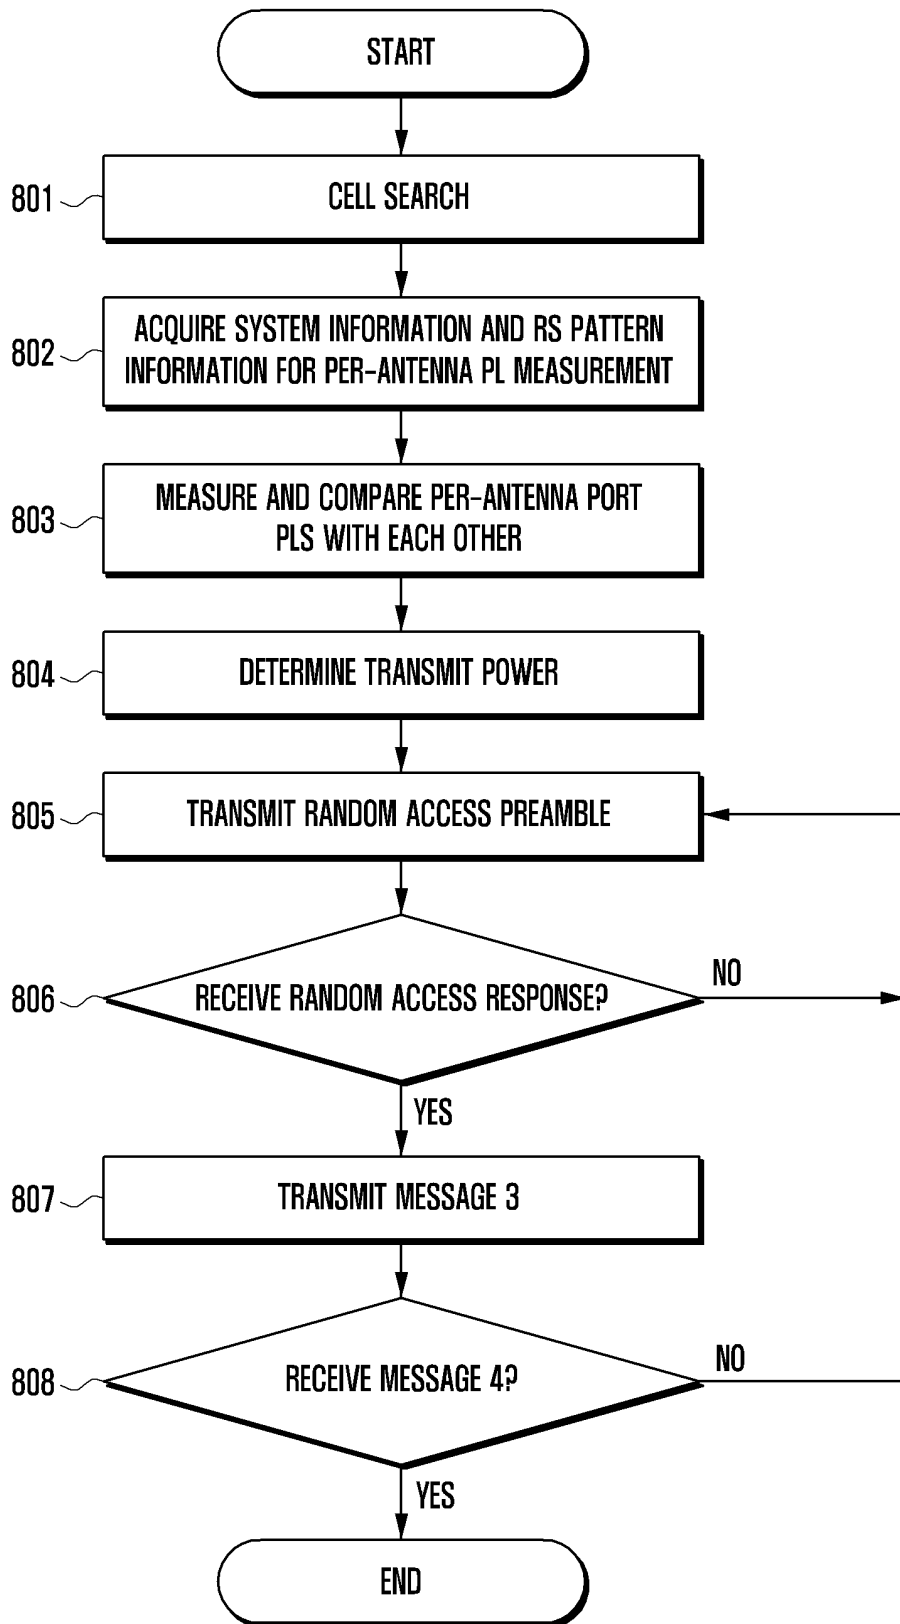 START
801
CELL SEARCH
802
ACQUIRE SYSTEM INFORMATION AND RS PATTERN
INFORMATION FOR PER-ANTENNA PL MEASUREMENT
803
MEASURE AND COMPARE PER-ANTENNA PORT
PLS WITH EACH OTHER
804
DETERMINE TRANSMIT POWER
805
TRANSMIT RANDOM ACCESS PREAMBLE
806
RECEIVE RANDOM ACCESS RESPONSE?
NO
YES
807
TRANSMIT MESSAGE 3
808
RECEIVE MESSAGE 4?
NO
YES
END